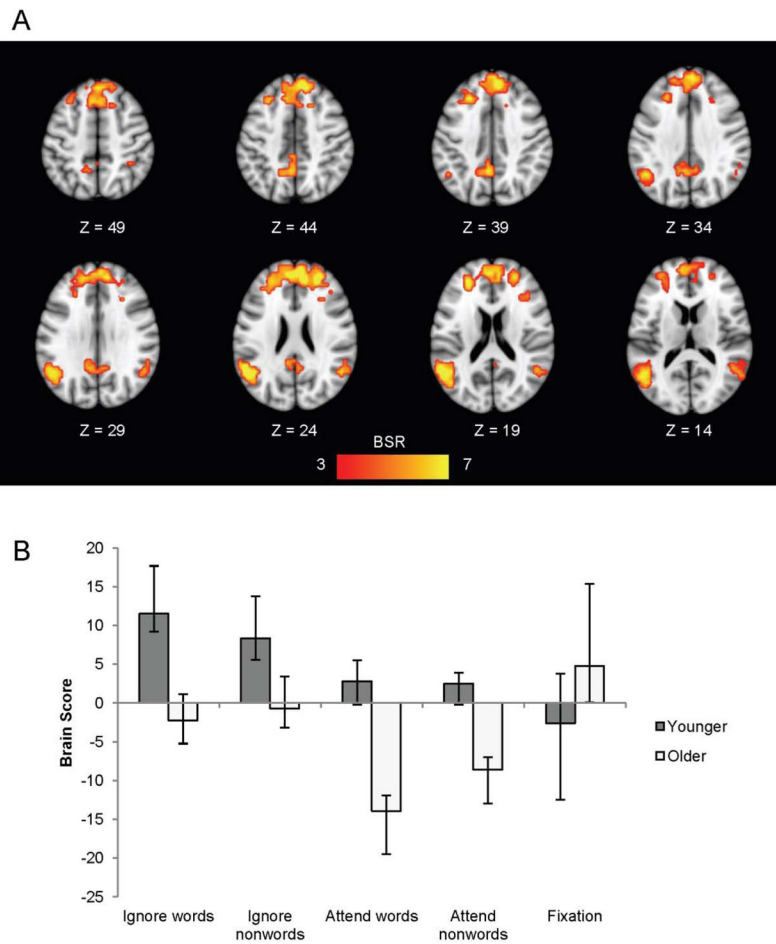 A
Z = 49 Z = 44 Z = 39 Z = 34
Z = 29 Z = 24 Z = 19 Z = 14
BSR
3 7
B
20
15
10
5
0
-5
-10
-15
-20
-25
Brain Score
Younger
Older
Ignore words Ignore nonwords Attend words Attend nonwords Fixation